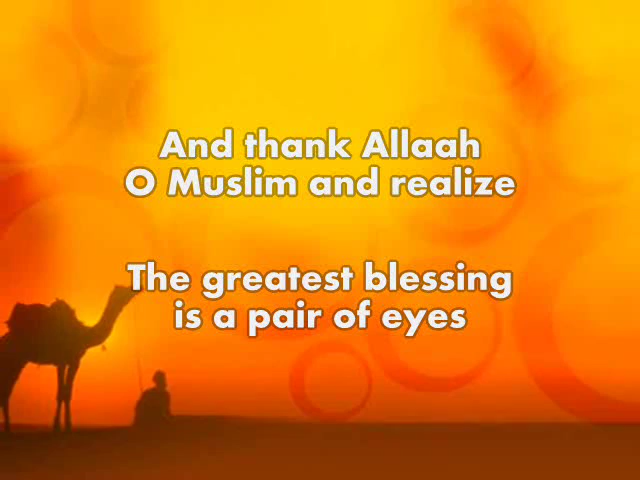 And thank Allaah
O Muslim and realize
The greatest blessing
is a pair of eyes